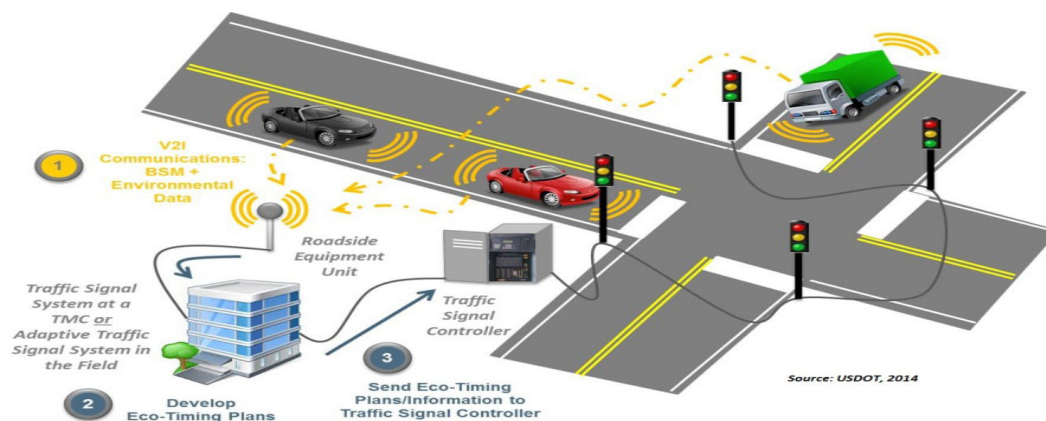 1
V2I
Communications:
BSM +
Environmental
Data
Roadside
Equipment
Unit
Traffic Signal
System at a
TMC or
Adaptive Traffic
Signal System in
the Field
Traffic
Signal
Controller
2
Develop
Eco-Timing Plans
3
Send Eco-Timing
Plans/Information to
Traffic Signal Controller
Source: USDOT, 2014